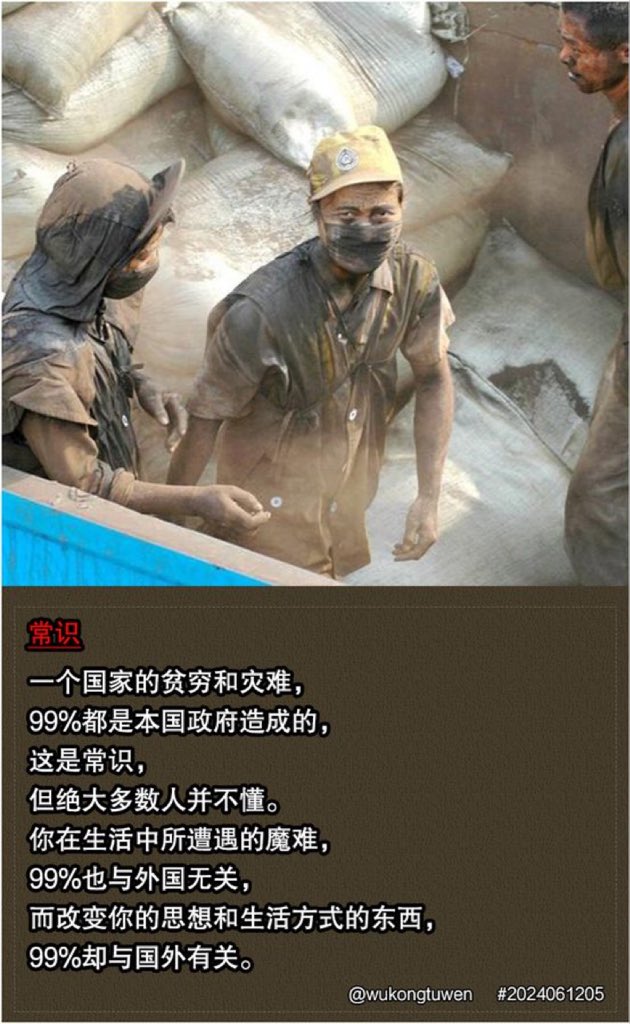 常识
一个国家的贫穷和灾难，
99%都是本国政府造成的，
这是常识，
但绝大多数人并不懂。
你在生活中所遭遇的魔难，
99%也与外国无关，
而改变你的思想和生活方式的东西，
99%却与国外有关。
@wukongtuwen #2024061205